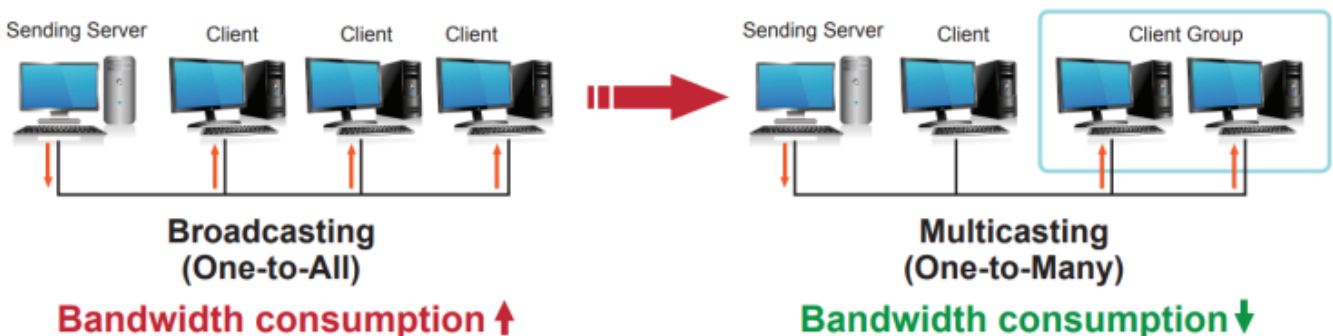 Sending Server Client Client Client
Sending Server Client Client Group
Broadcasting
(One-to-All)
Bandwidth consumption
Multicasting
(One-to-Many)
Bandwidth consumption